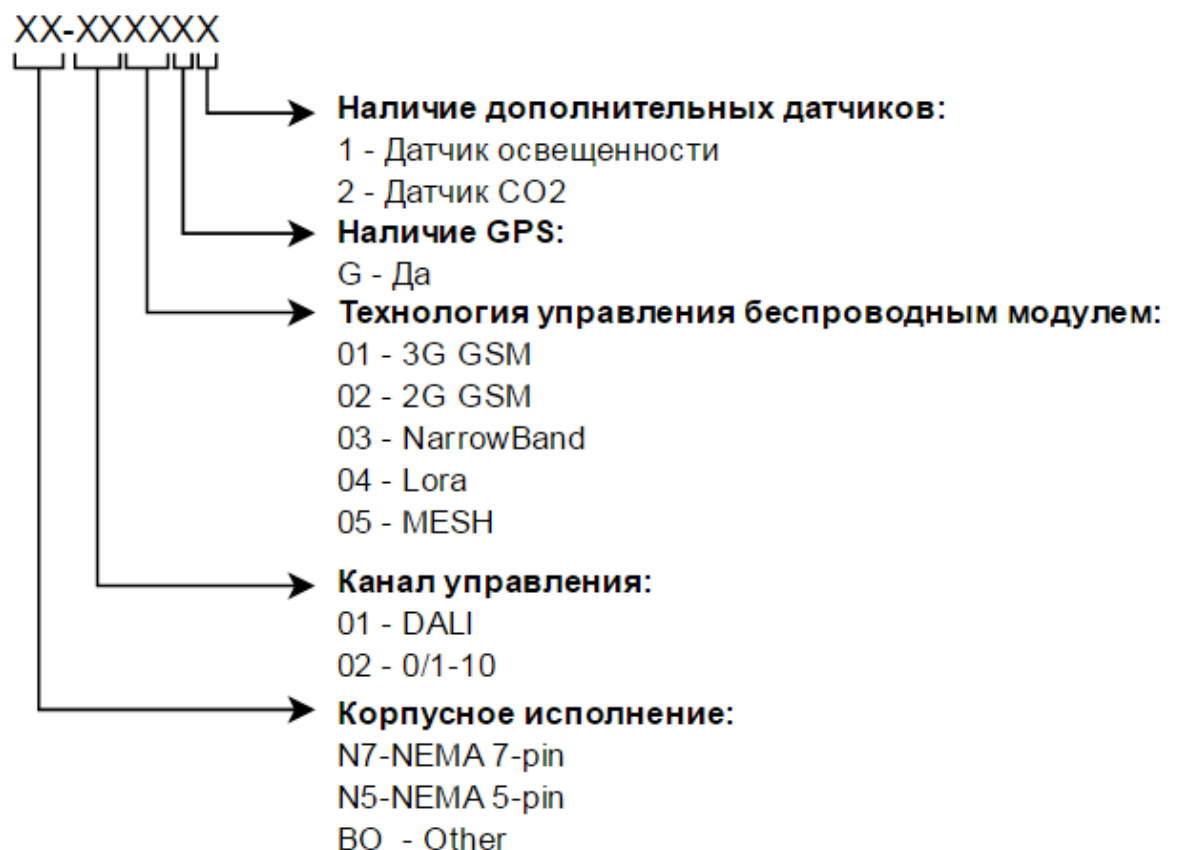 XX-XXXXXX
Наличие дополнительных датчиков:
1 - Датчик освещенности
2 - Датчик CO2
Наличие GPS:
G - Да
Технология управления беспроводным модулем:
01 - 3G GSM
02 - 2G GSM
03 - NarrowBand
04 - Lora
05 - MESH
Канал управления:
01 - DALI
02 - 0/1-10
Корпусное исполнение:
N7-NEMA 7-pin
N5-NEMA 5-pin
BO - Other